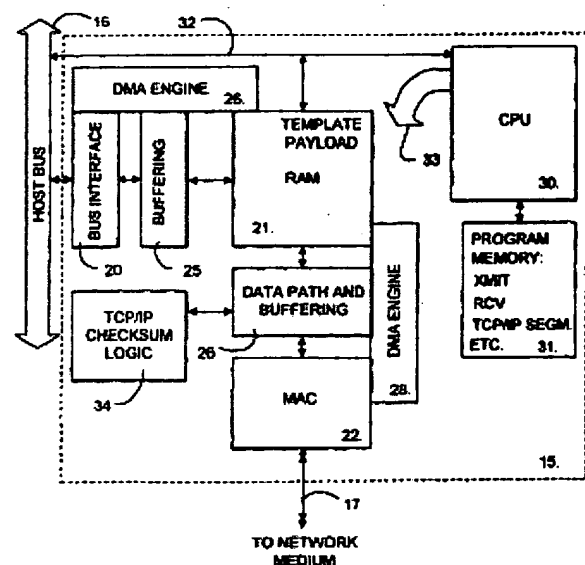 16
32
DMA ENGINE
26.
HOST BUS
BUS INTERFACE
BUFFERING
20
25
TEMPLATE
PAYLOAD
RAM
21.
33
CPU
30.
PROGRAM
MEMORY:
XMIT
RCV
TCP/IP SEGM.
ETC.
31.
DATA PATH AND
BUFFERING
26
DMA ENGINE
28.
TCP/IP
CHECKSUM
LOGIC
34
MAC
22.
15.
17
TO NETWORK
MEDIUM